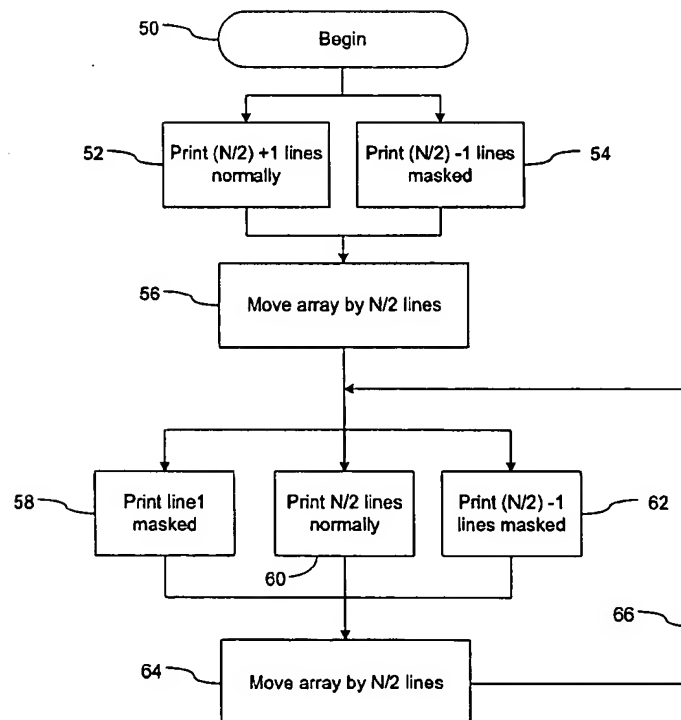 50
Begin
52
Print (N/2) +1 lines
normally
Print (N/2) -1 lines
masked
54
56
Move array by N/2 lines
58
Print line1
masked
Print N/2 lines
normally
Print (N/2) -1
lines masked
62
60
66
64
Move array by N/2 lines